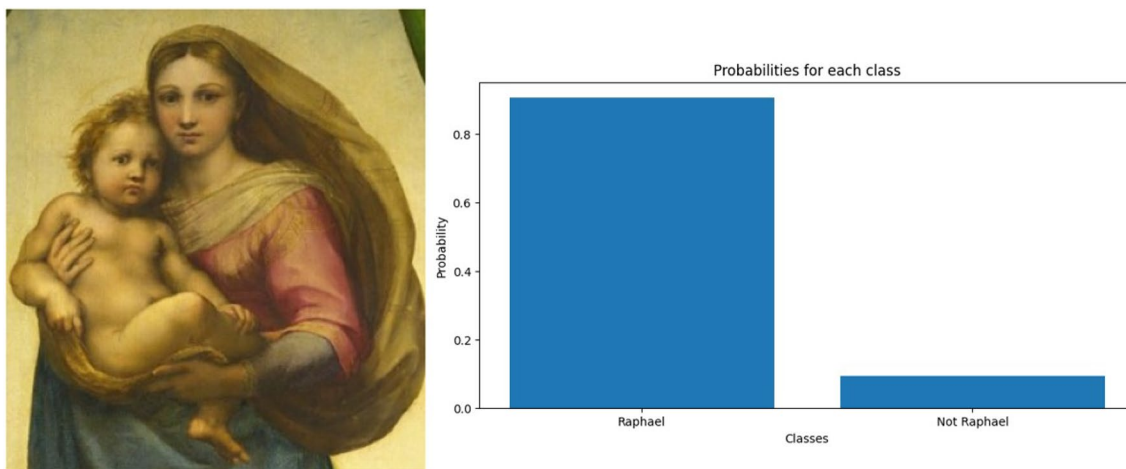 Probabilities for each class
Probability
0.8
0.6
0.4
0.2
0.0
Raphael Not Raphael
Classes